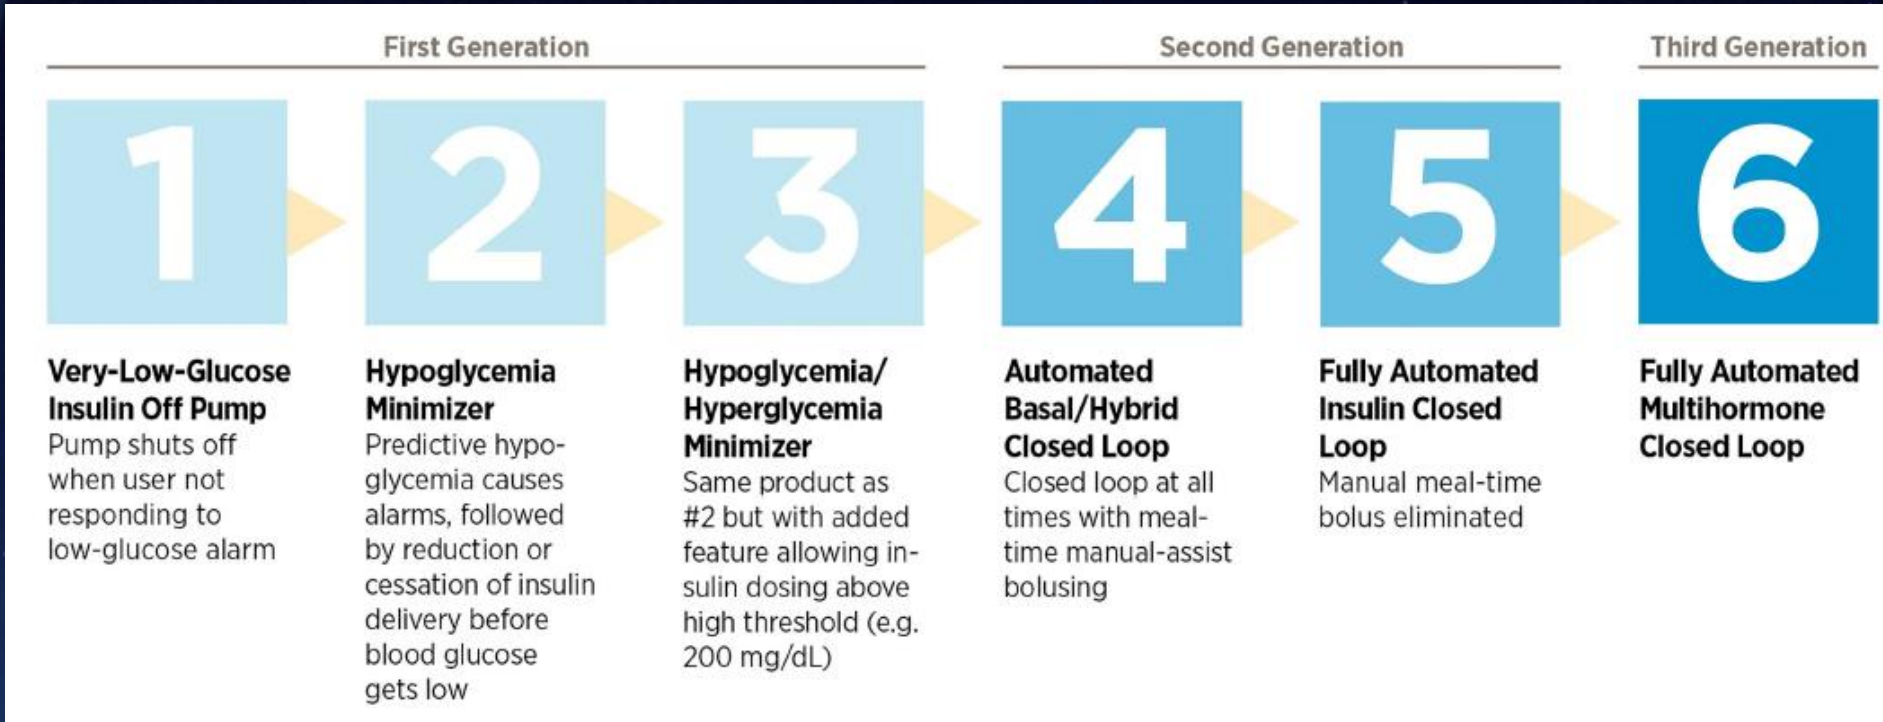 First Generation
Second Generation
Third Generation
1
2
3
4
5
6
Very-Low-Glucose
Insulin Off Pump
Pump shuts off
when user not
responding to
low-glucose alarm
Hypoglycemia
Minimizer
Predictive hypo-
glycemia causes
alarms, followed
by reduction or
cessation of insulin
delivery before
blood glucose
gets low
Hypoglycemia/
Hyperglycemia
Minimizer
Same product as
#2 but with added
feature allowing in-
sulin dosing above
high threshold (e.g.
200 mg/dL)
Automated
Basal/Hybrid
Closed Loop
Closed loop at all
times with meal-
time manual-assist
bolusing
Fully Automated
Insulin Closed
Loop
Manual meal-time
bolus eliminated
Fully Automated
Multihormone
Closed Loop